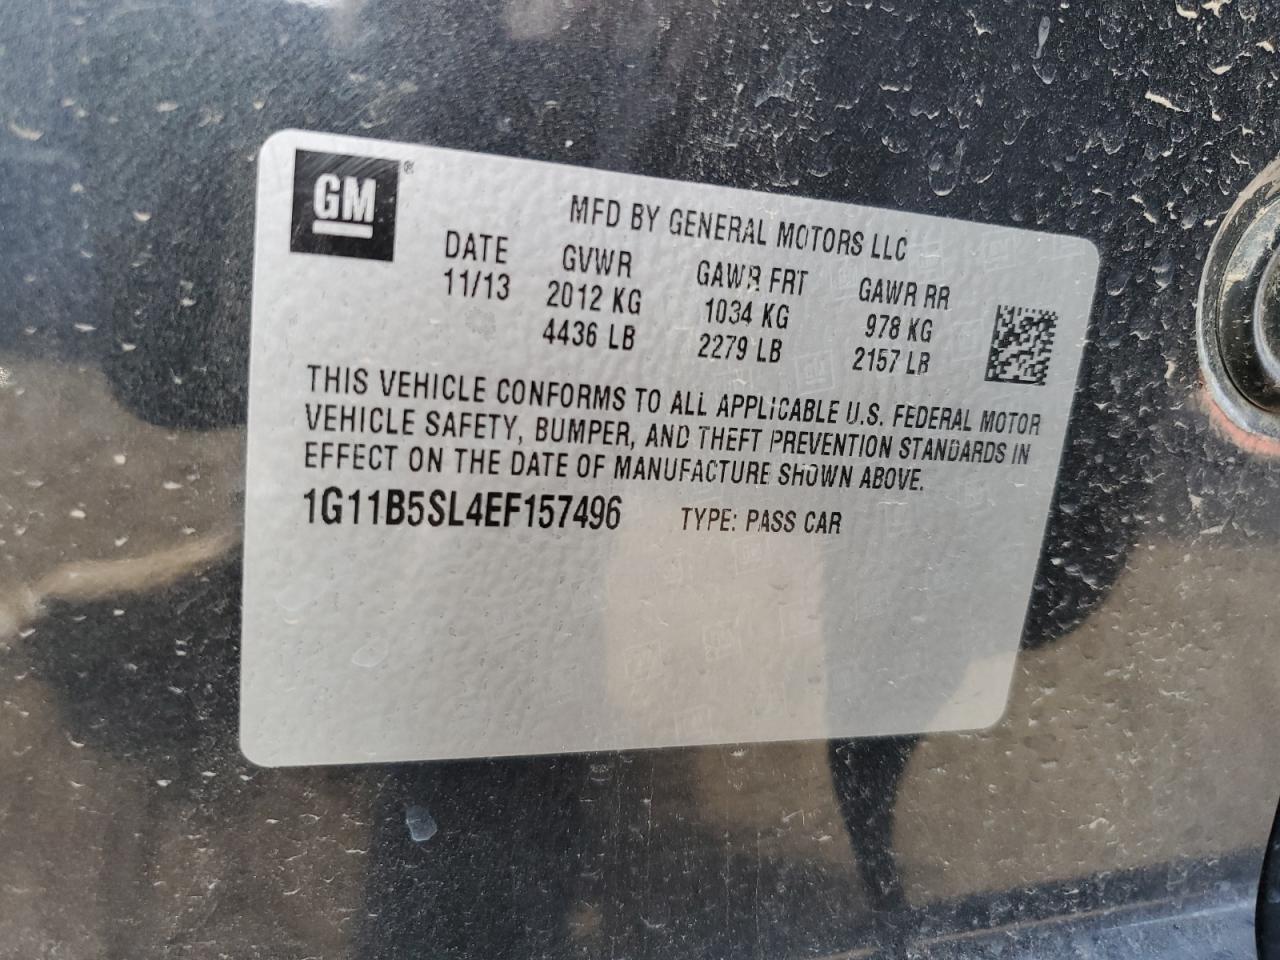 GM®
MFD BY GENERAL MOTORS LLC
DATE GVWR GAWR FRT GAWR RR
11/13 2012 KG 1034 KG 978 KG
4436 LB 2279 LB 2157 LB
THIS VEHICLE CONFORMS TO ALL APPLICABLE U.S. FEDERAL MOTOR
VEHICLE SAFETY, BUMPER, AND THEFT PREVENTION STANDARDS IN
EFFECT ON THE DATE OF MANUFACTURE SHOWN ABOVE.
1G11B5SL4EF157496 TYPE: PASS CAR